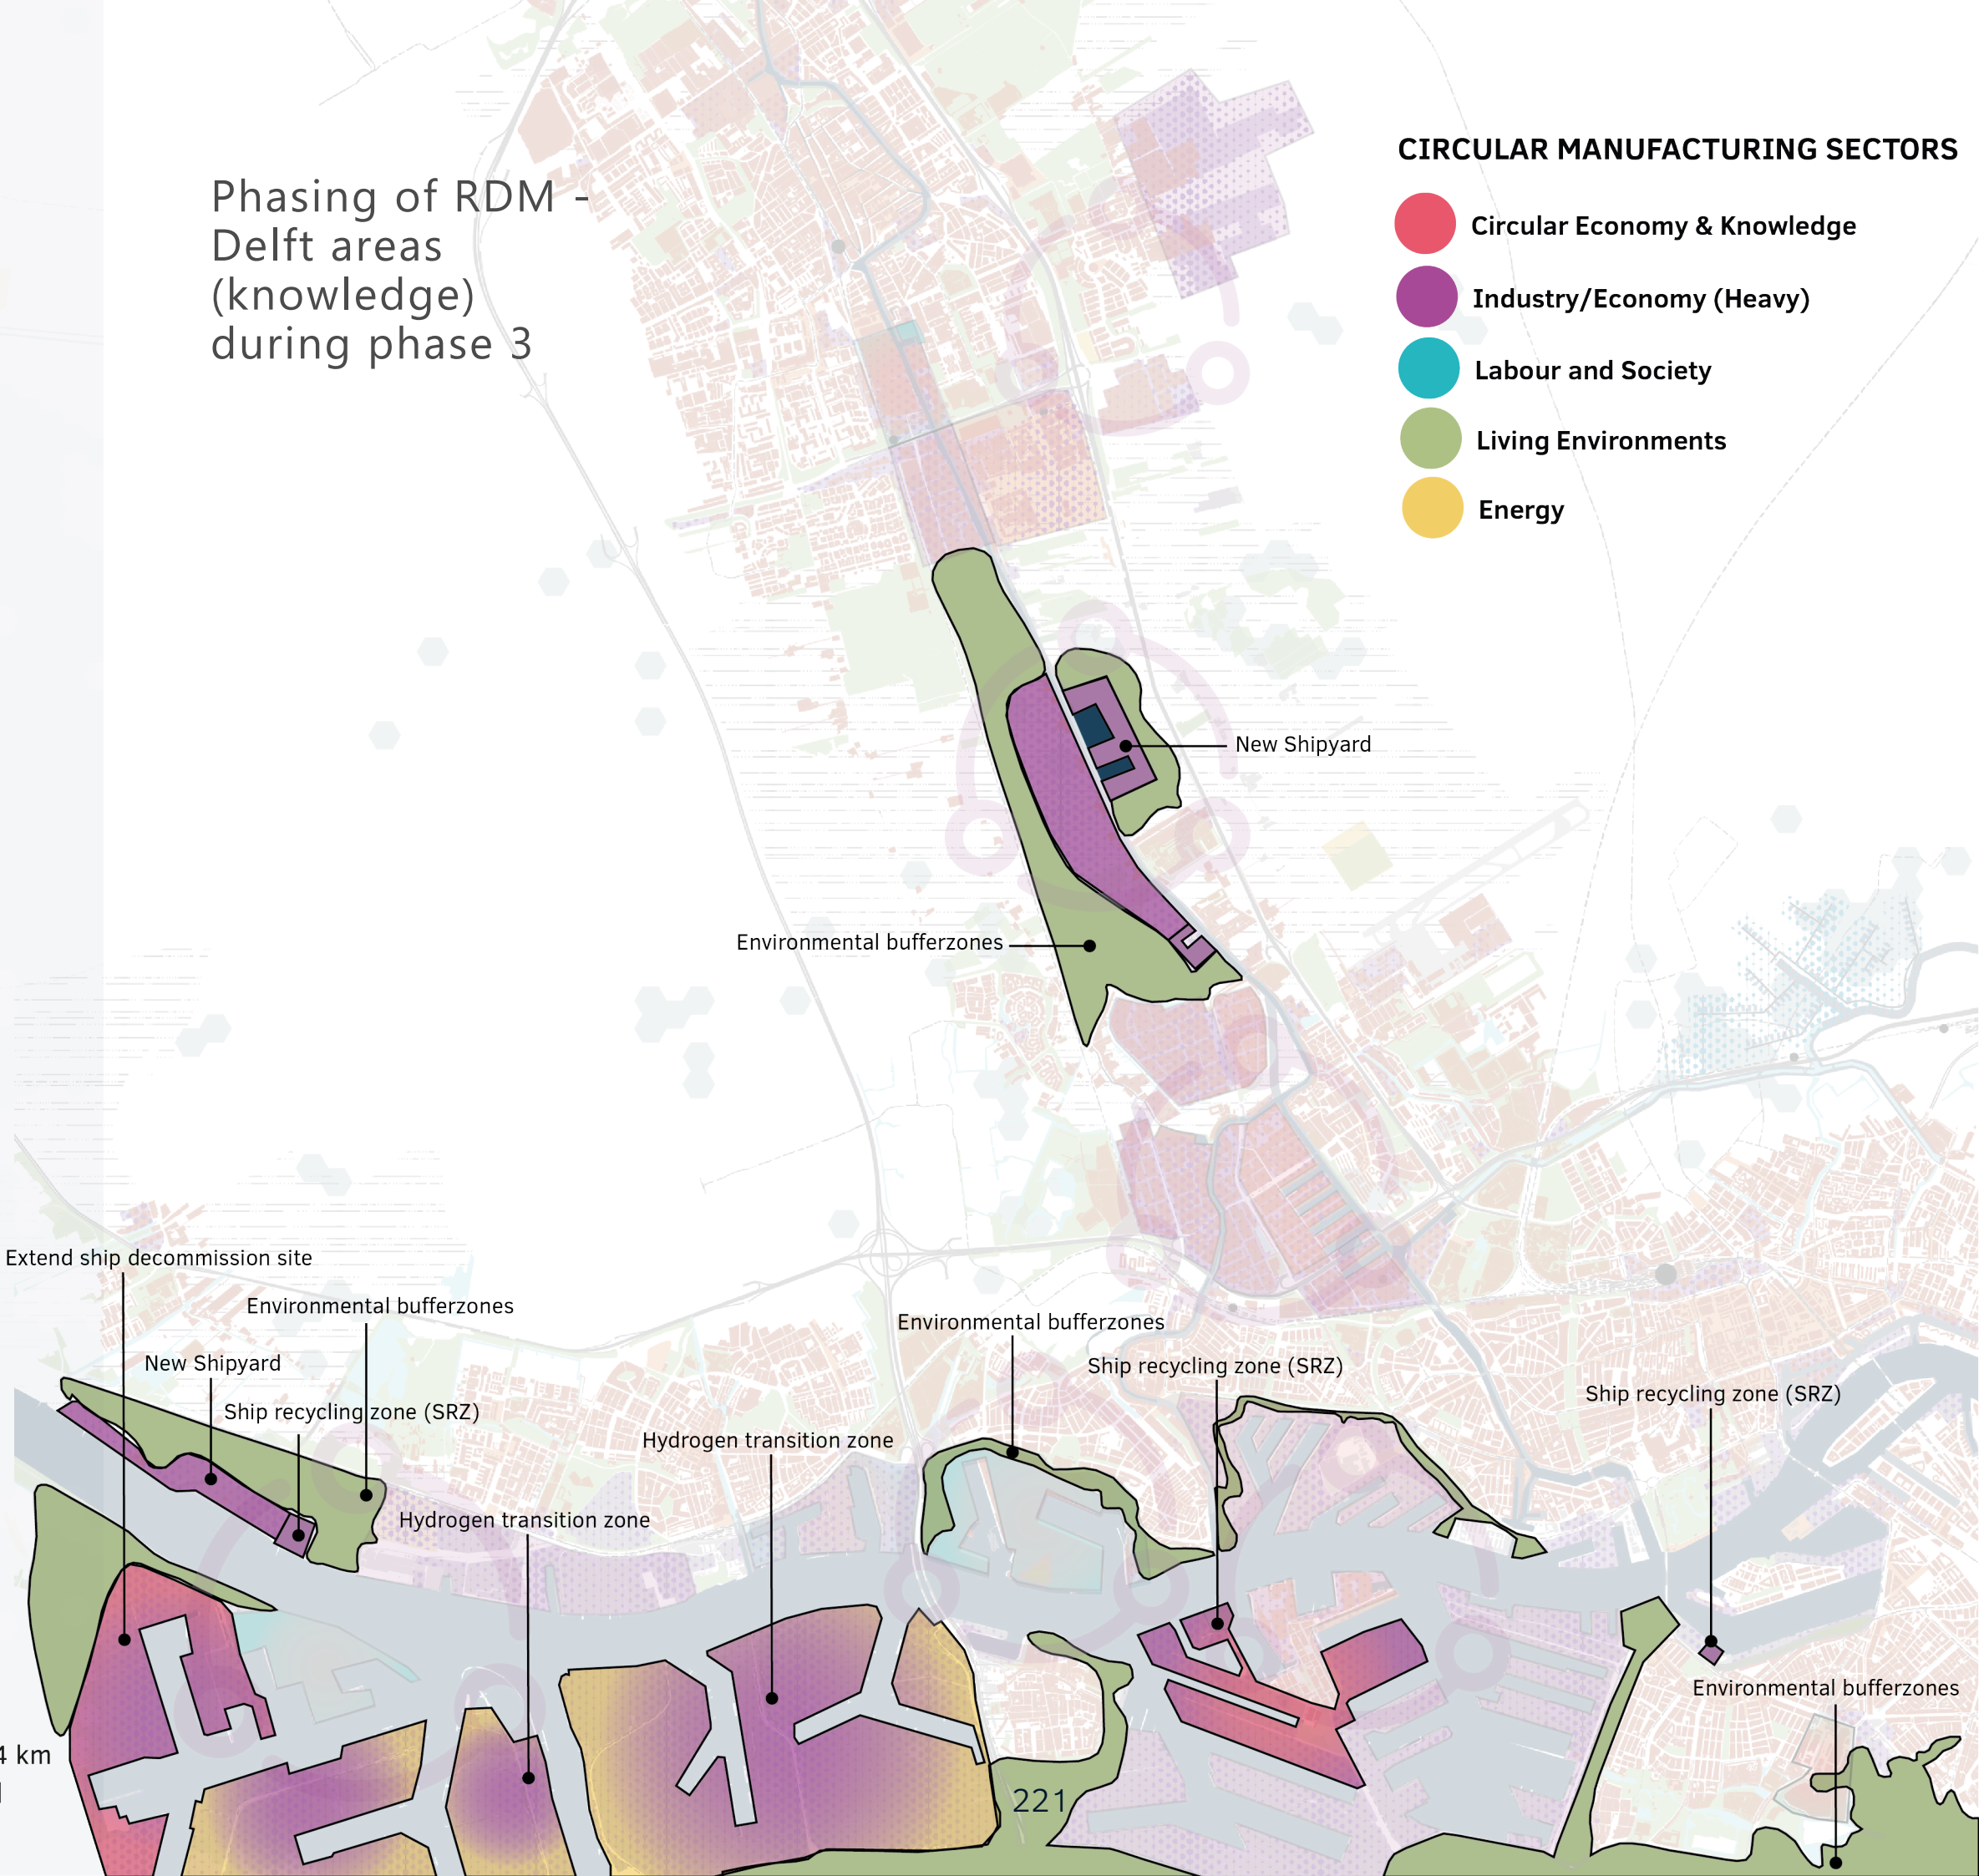 Phasing of RDM -
Delft areas
(knowledge)
during phase 3
CIRCULAR MANUFACTURING SECTORS
Circular Economy & Knowledge
Industry/Economy (Heavy)
Labour and Society
Living Environments
Energy
New Shipyard
Environmental bufferzones
Extend ship decommission site
Environmental bufferzones
New Shipyard
Ship recycling zone (SRZ)
Environmental bufferzones
Ship recycling zone (SRZ)
Ship recycling zone (SRZ)
Hydrogen transition zone
Hydrogen transition zone
Environmental bufferzones
4 km
221